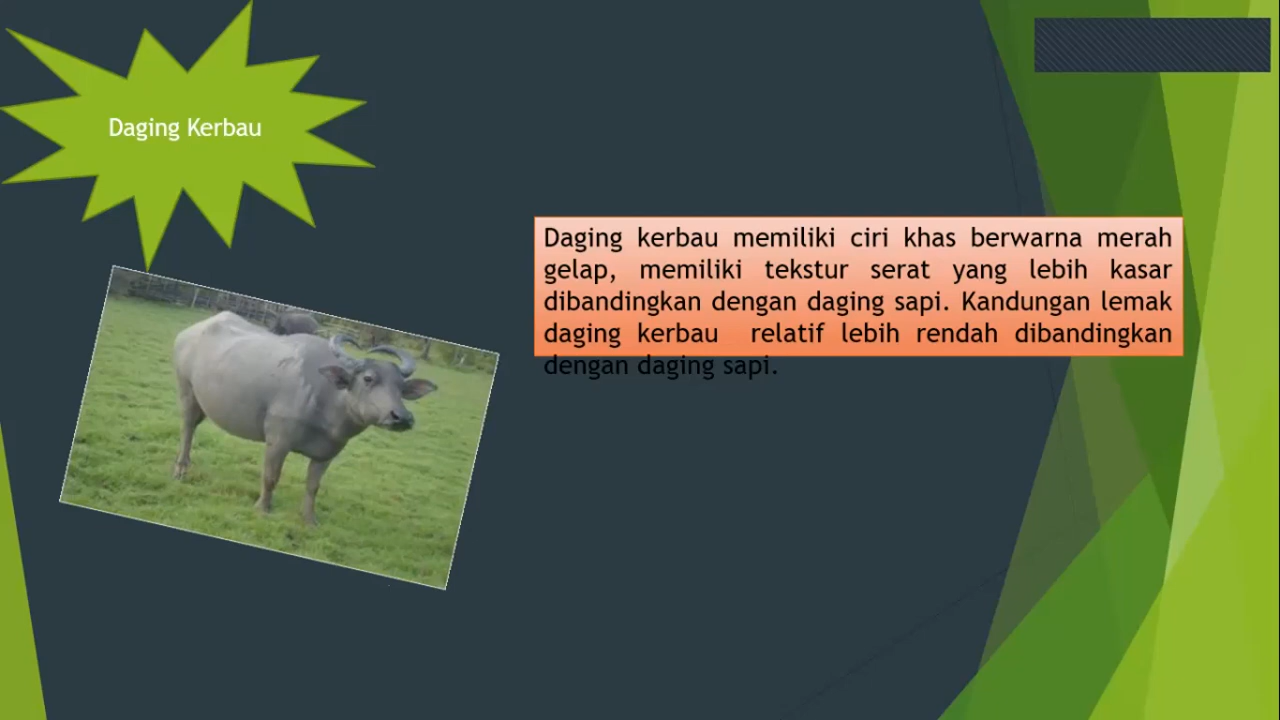 Daging Kerbau
Daging kerbau memiliki ciri khas berwarna merah
gelap, memiliki tekstur serat yang lebih kasar
dibandingkan dengan daging sapi. Kandungan lemak
daging kerbau relatif lebih rendah dibandingkan
dengan daging sapi.